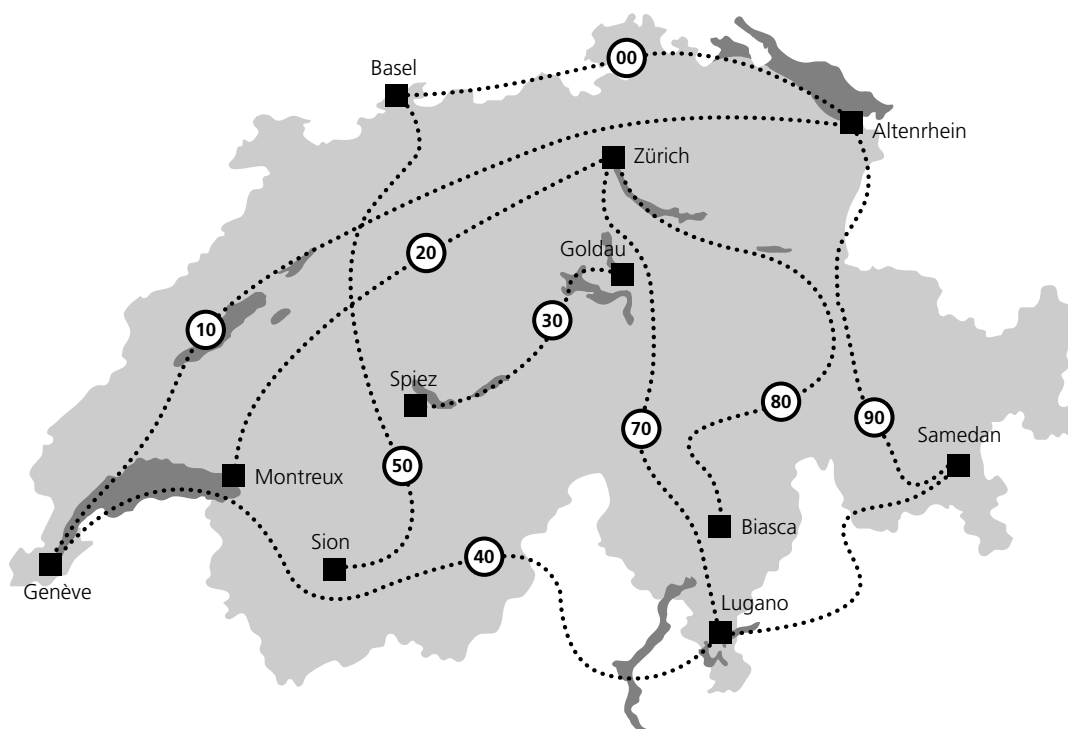 00
Basel
Altenrhein
Zürich
20
Goldau
10
30
Spiez
80
70
90
Samedan
50
Montreux
Biasca
Sion
40
Genève
Lugano